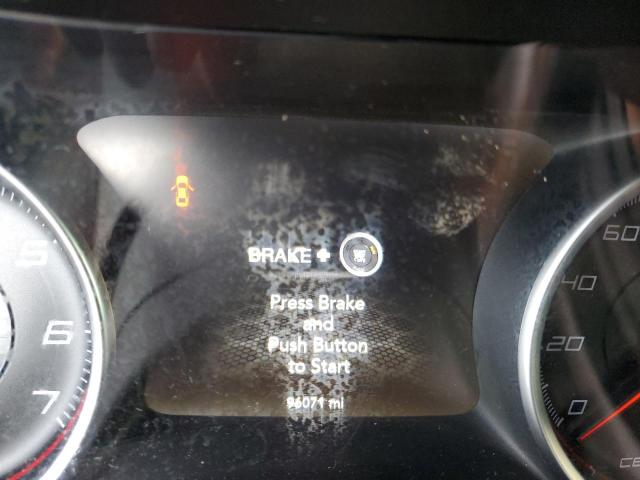 BRAKE +
Press Brake
and
Push Button
to Start
96071 mi
5
6
7
60
40
20
0